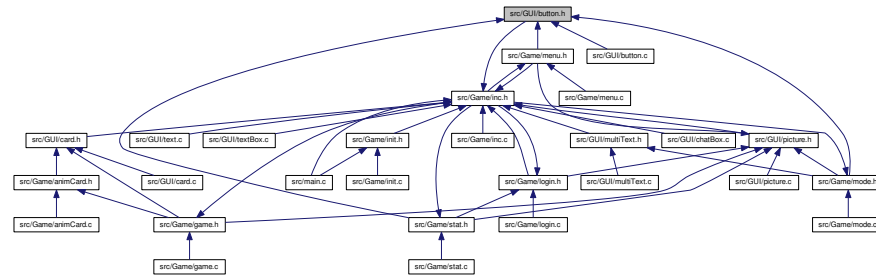 src/GUI/button.h
src/Game/menu.h
src/GUI/button.c
src/Game/inc.h
src/Game/menu.c
src/GUI/card.h
src/GUI/text.c
src/GUI/textBox.c
src/Game/init.h
src/Game/inc.c
src/GUI/multiText.h
src/GUI/chatBox.c
src/GUI/picture.h
src/Game/animCard.h
src/GUI/card.c
src/main.c
src/Game/init.c
src/Game/login.h
src/GUI/multiText.c
src/GUI/picture.c
src/Game/mode.h
src/Game/animCard.c
src/Game/game.h
src/Game/stat.h
src/Game/login.c
src/Game/mode.c
src/Game/game.c
src/Game/stat.c